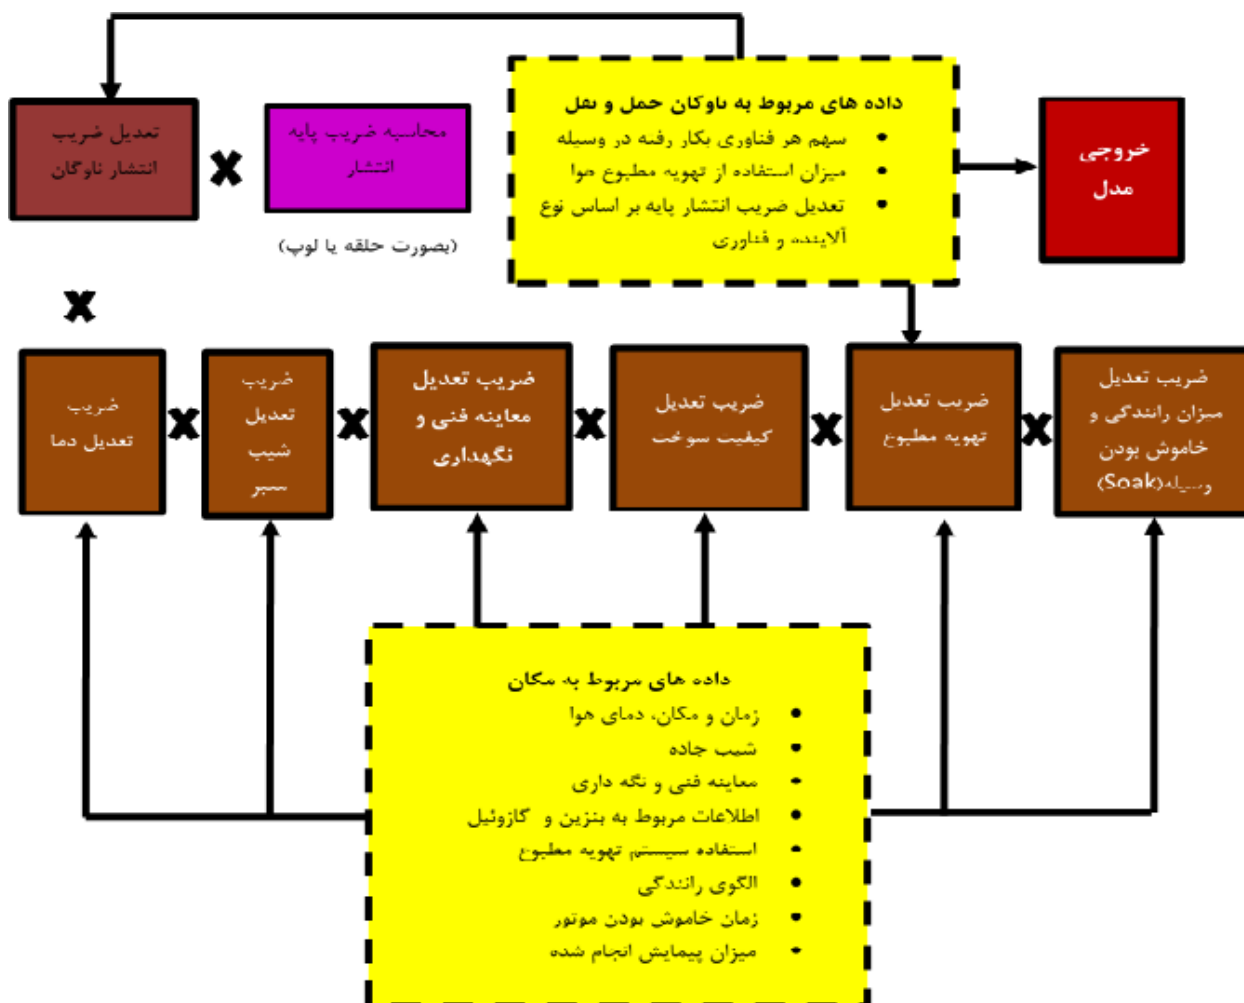 داده های مربوط به ناوگان حمل و نقل
سهم هر فناوری بکار رفته در وسیله
میزان استفاده از تهویه مطبوع هوا
تعدیل ضریب انتشار پایه بر اساس نوع
آلاینده و فناوری
خروجی
مدل
محاسبه ضریب پایه
انتشار
(بصورت حلقه یا لوپ)
تعدیل ضریب
انتشار ناوگان
ضریب تعدیل
میزان رانندگی و
خاموش بودن
وسیله(Soak)
ضریب تعدیل
تهویه مطبوع
ضریب تعدیل
کیفیت سوخت
ضریب تعدیل
معاینه فنی و
نگهداری
ضریب
تعدیل
شیب
ضریب
تعدیل دما
داده های مربوط به مکان
زمان و مکان، دمای هوا
شیب جاده
معاینه فنی و نگه داری
اطلاعات مربوط به بنزین و گازوئیل
استفاده سیستم تهویه مطبوع
الگوی رانندگی
زمان خاموش بودن موتور
میزان پیمایش انجام شده